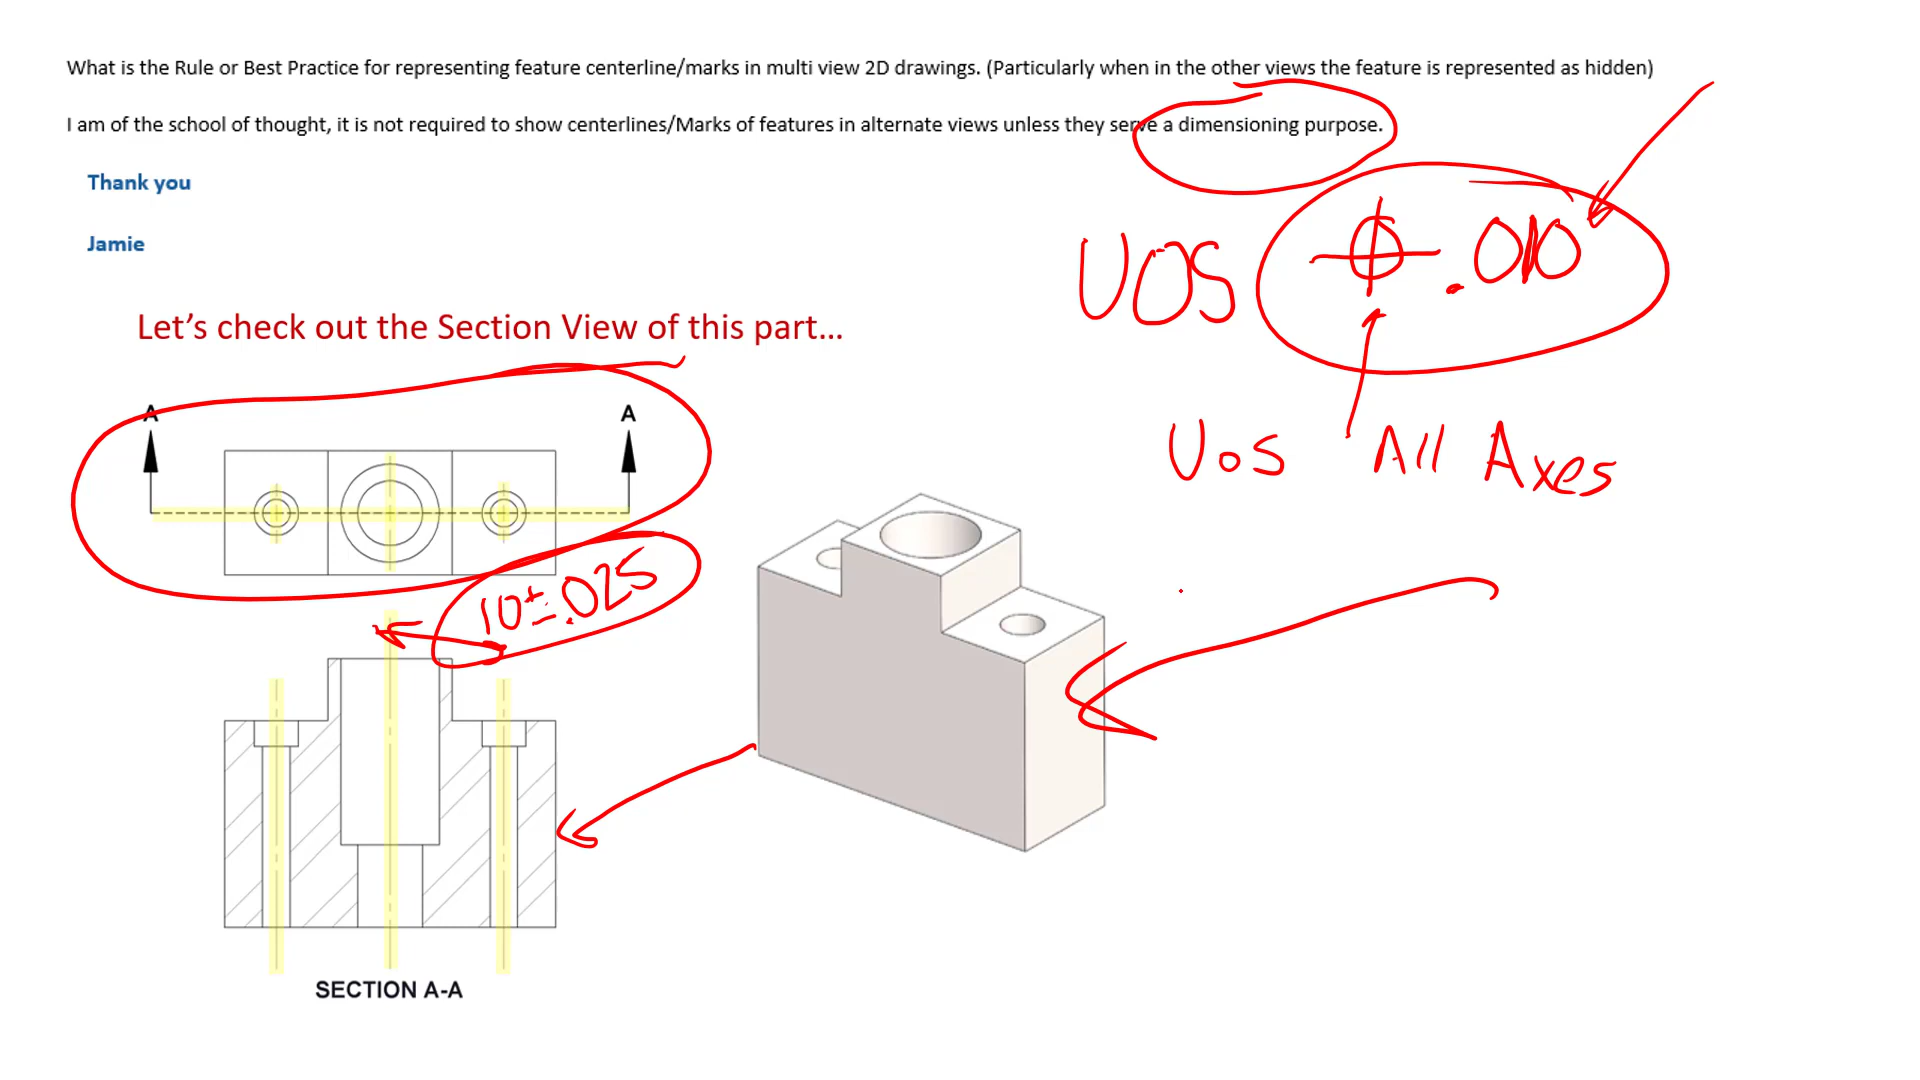 What is the Rule or Best Practice for representing feature centerline/marks in multi view 2D drawings. (Particularly when in the other views the feature is represented as hidden)
I am of the school of thought, it is not required to show centerlines/Marks of features in alternate views unless they serve a dimensioning purpose.
Thank you
Jamie
UOS ⌖ .010
Let’s check out the Section View of this part...
A A
UOS All Axes
10 ± .025
SECTION A-A